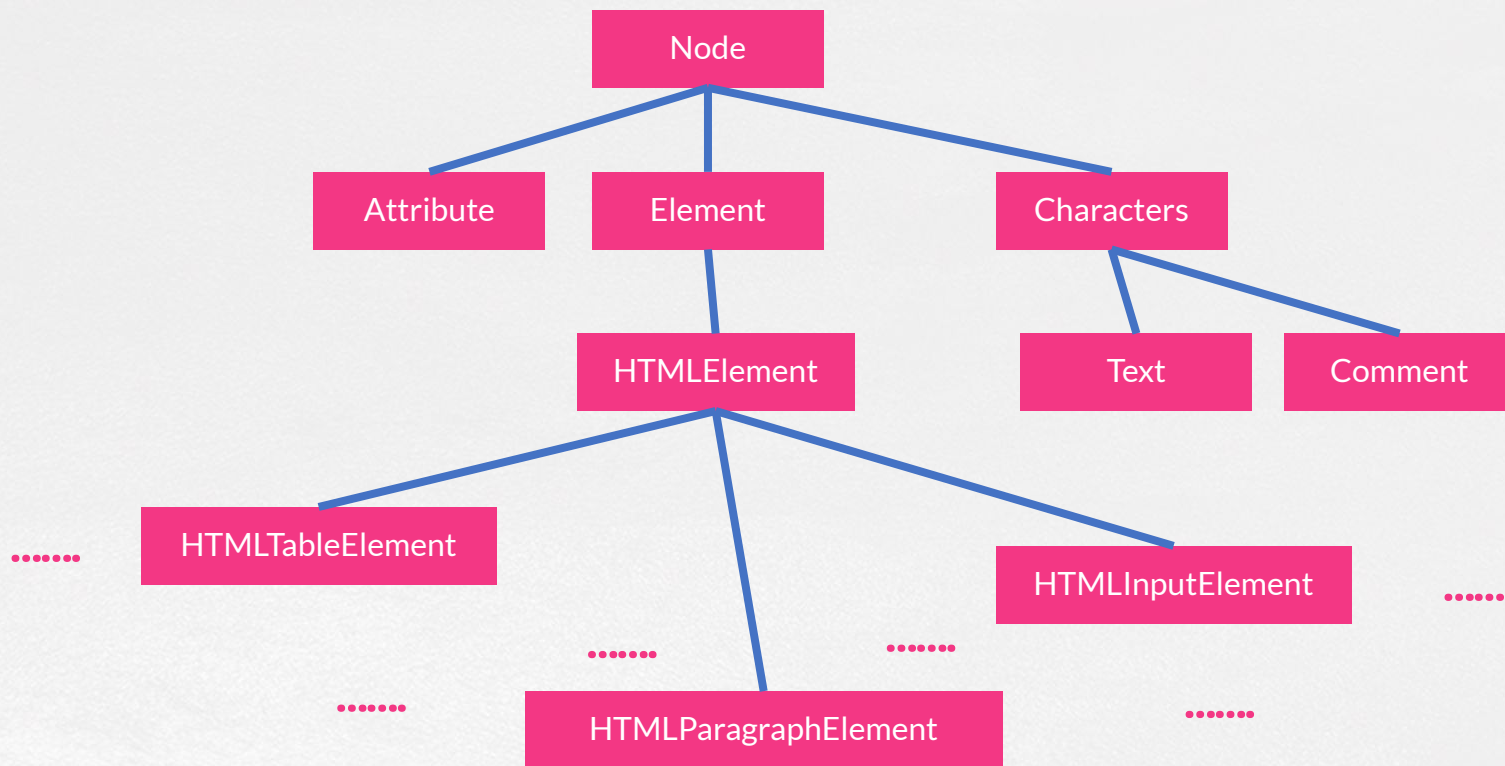 Node
Attribute
Element
Characters
HTMLElement
Text
Comment
HTMLTableElement
HTMLInputElement
HTMLParagraphElement